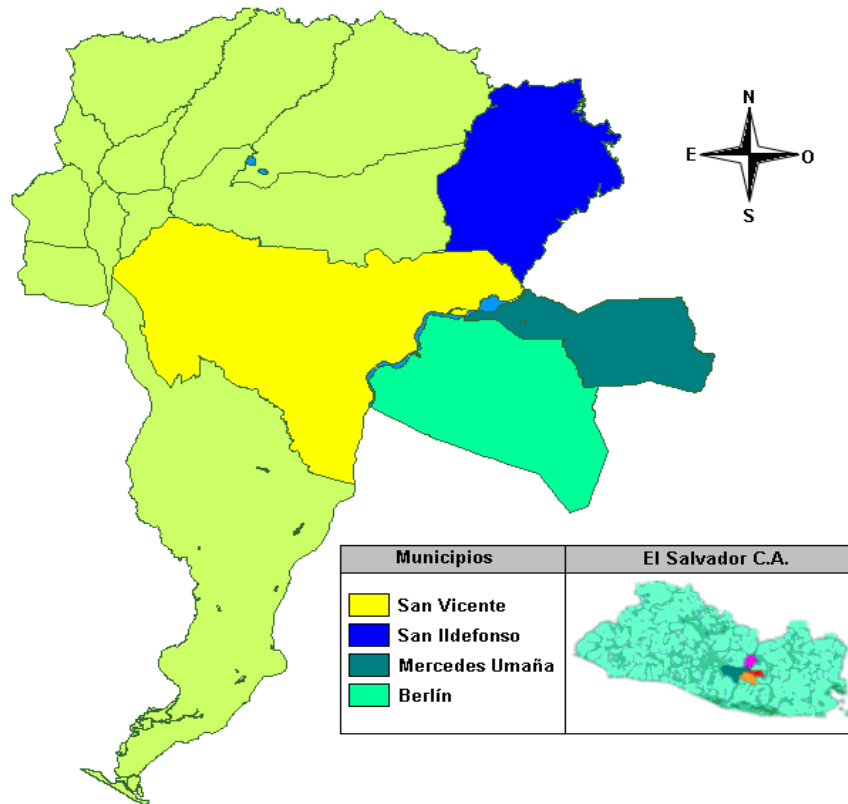 N
E O
S
Municipios
El Salvador C.A.
San Vicente
San Ildefonso
Mercedes Umaña
Berlín